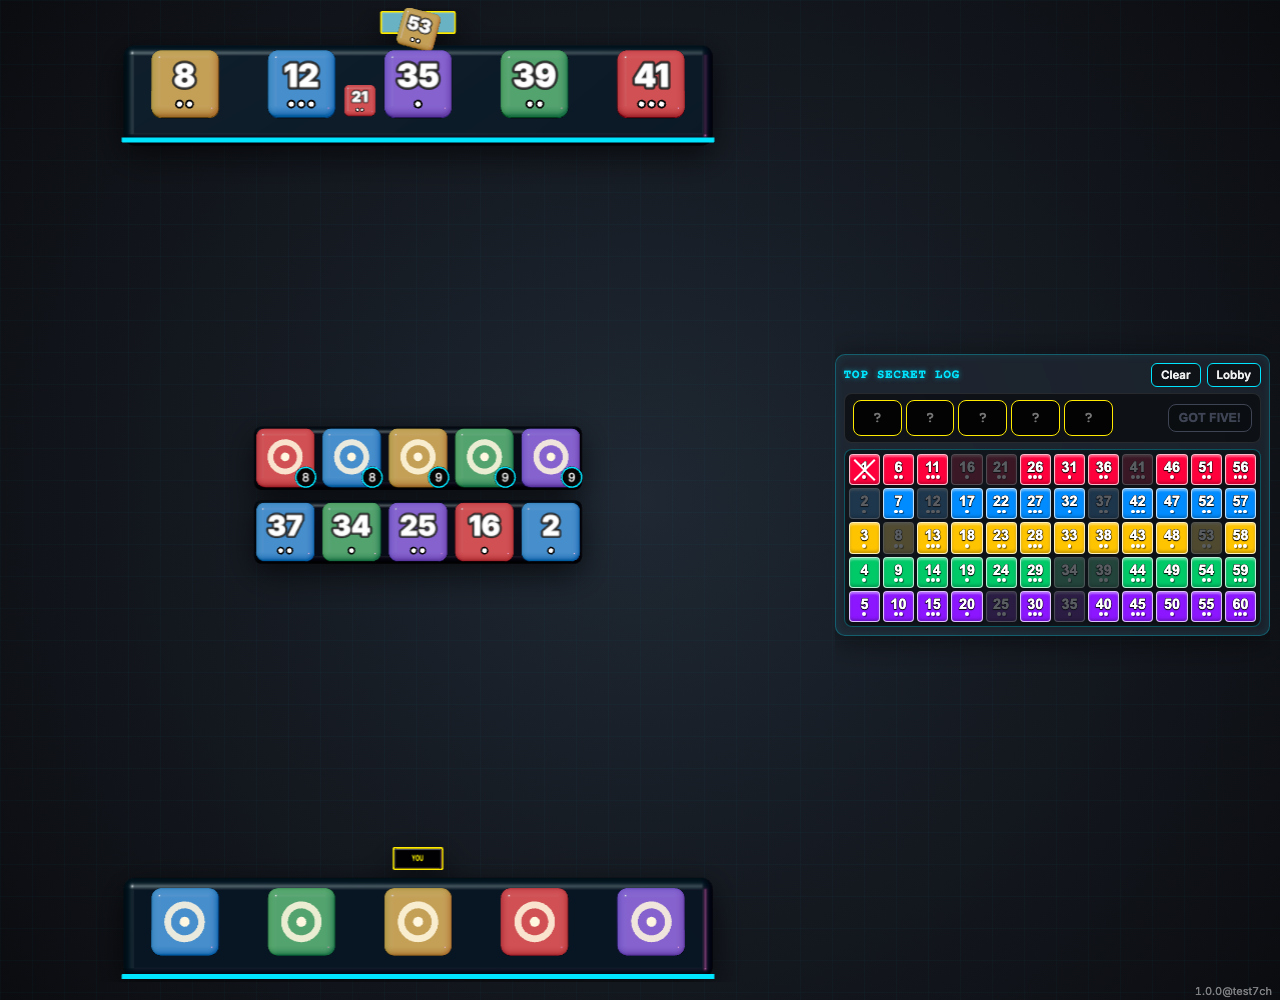 53
8 12 35 39 41
21
8 8 9 9 9
37 34 25 16 2
TOP SECRET LOG Clear Lobby
? ? ? ? ? GOT FIVE!
1 6 11 16 21 26 31 36 41 46 51 56
2 7 12 17 22 27 32 37 42 47 52 57
3 8 13 18 23 28 33 38 43 48 53 58
4 9 14 19 24 29 34 39 44 49 54 59
5 10 15 20 25 30 35 40 45 50 55 60
YOU
1.0.0@test7ch